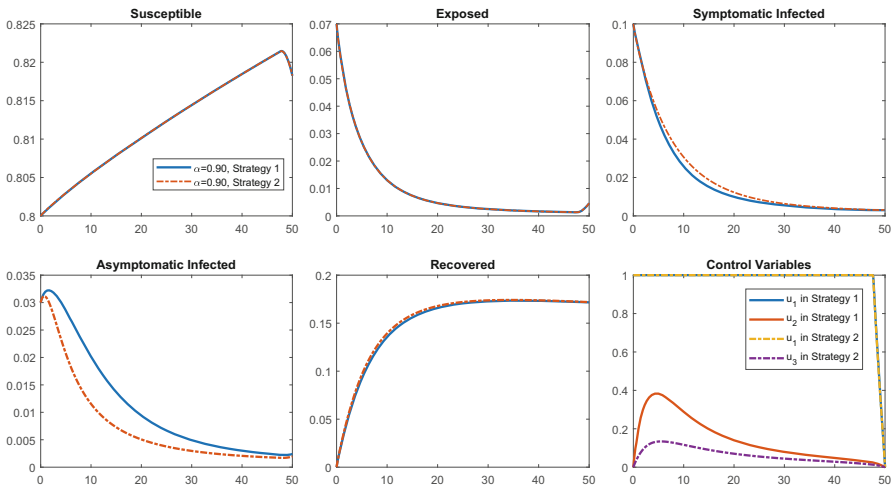 Susceptible
0.825
0.82
0.815
0.81
0.805
0.8
α=0.90, Strategy 1
α=0.90, Strategy 2
0 10 20 30 40 50
Exposed
0.07
0.06
0.05
0.04
0.03
0.02
0.01
0
0 10 20 30 40 50
Symptomatic Infected
0.1
0.08
0.06
0.04
0.02
0
0 10 20 30 40 50
Asymptomatic Infected
0.035
0.03
0.025
0.02
0.015
0.01
0.005
0
0 10 20 30 40 50
Recovered
0.2
0.15
0.1
0.05
0
0 10 20 30 40 50
Control Variables
1
0.8
0.6
0.4
0.2
0
u1 in Strategy 1
u2 in Strategy 1
u1 in Strategy 2
u3 in Strategy 2
0 10 20 30 40 50